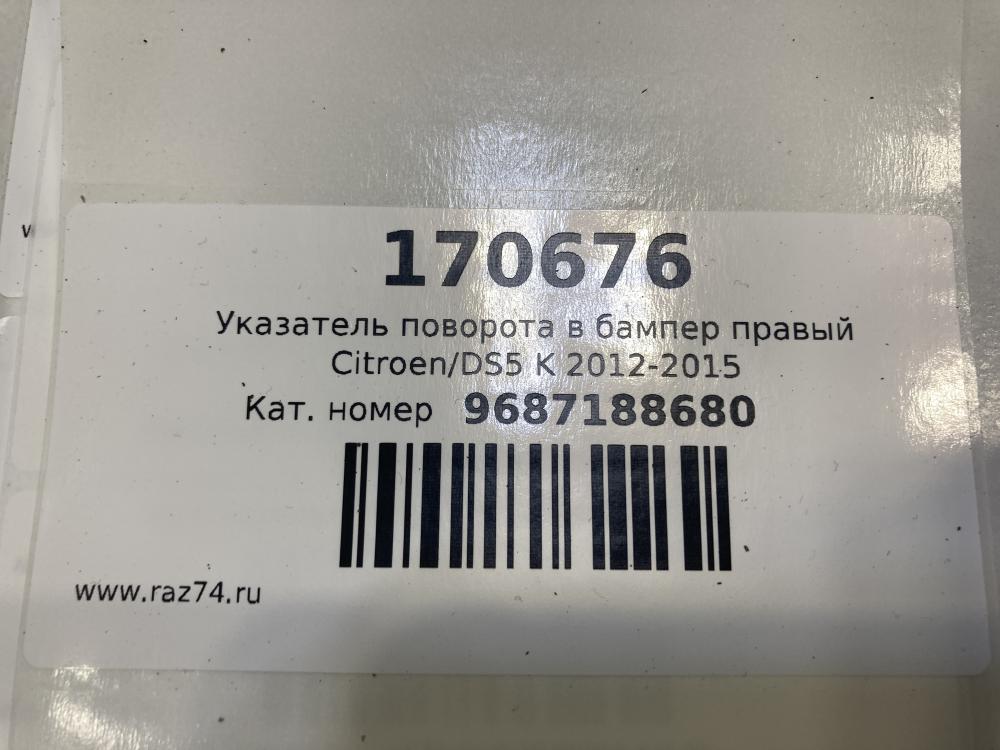 170676
Указатель поворота в бампер правый
Citroen/DS5 K 2012-2015
Кат. номер 9687188680
www.raz74.ru
w